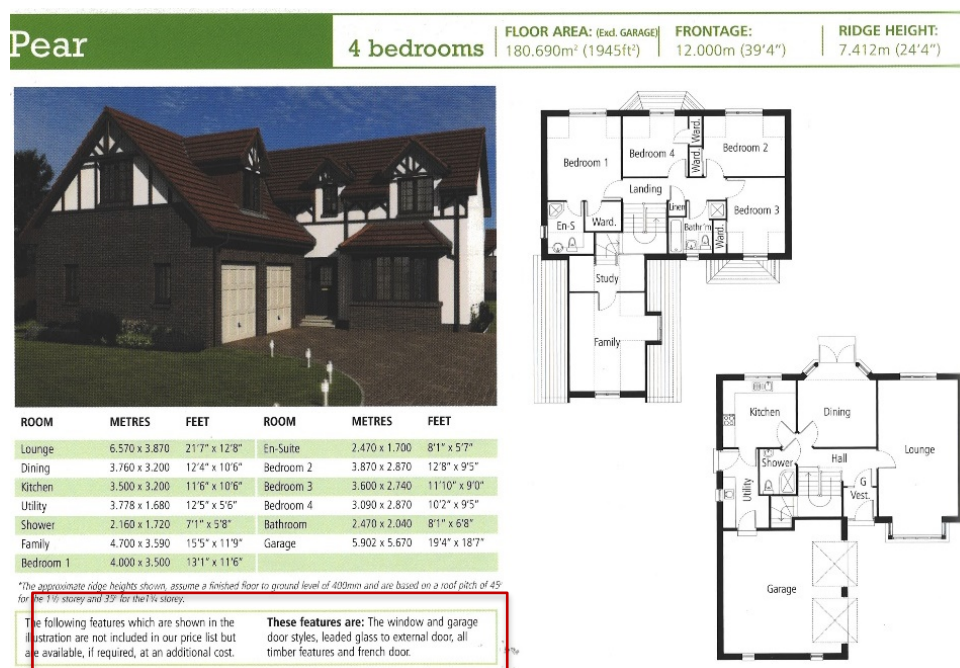 Pear
4 bedrooms
FLOOR AREA: (Excl. GARAGE)
180.690m² (1945ft²)
FRONTAGE:
12.000m (39'4")
RIDGE HEIGHT:
7.412m (24'4")
Bedroom 1
Bedroom 4
Ward.
Ward.
Bedroom 2
Landing
Linen
Bedroom 3
En-S
Ward.
Bathr'm
Ward.
Study
Family
Kitchen
Dining
Lounge
Shower
Hall
Utility
G
Vest.
Garage
ROOM METRES FEET ROOM METRES FEET
Lounge 6.570 x 3.870 21'7" x 12'8" En-Suite 2.470 x 1.700 8'1" x 5'7"
Dining 3.760 x 3.200 12'4" x 10'6" Bedroom 2 3.870 x 2.870 12'8" x 9'5"
Kitchen 3.500 x 3.200 11'6" x 10'6" Bedroom 3 3.600 x 2.740 11'10" x 9'0"
Utility 3.778 x 1.680 12'5" x 5'6" Bedroom 4 3.090 x 2.870 10'2" x 9'5"
Shower 2.160 x 1.720 7'1" x 5'8" Bathroom 2.470 x 2.040 8'1" x 6'8"
Family 4.700 x 3.590 15'5" x 11'9" Garage 5.902 x 5.670 19'4" x 18'7"
Bedroom 1 4.000 x 3.500 13'1" x 11'6"
*The approximate ridge heights shown, assume a finished floor to ground level of 400mm and are based on a roof pitch of 45°
for the 1½ storey and 35° for the 1¾ storey.
The following features which are shown in the
illustration are not included in our price list but
are available, if required, at an additional cost.
These features are: The window and garage
door styles, leaded glass to external door, all
timber features and french door.